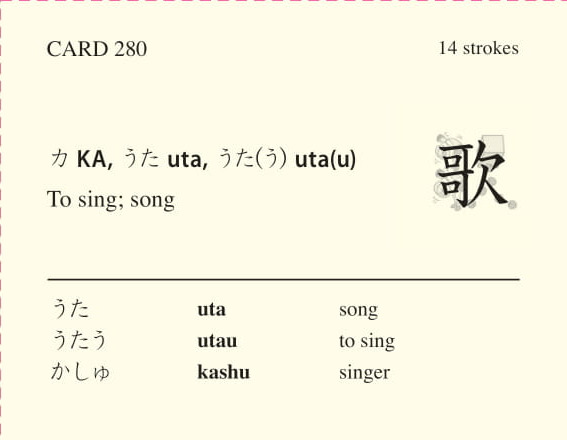 CARD 280
14 strokes
カ KA, うた uta, うた(う) uta(u)
To sing; song
歌
うた uta song
うたう utau to sing
かしゅ kashu singer